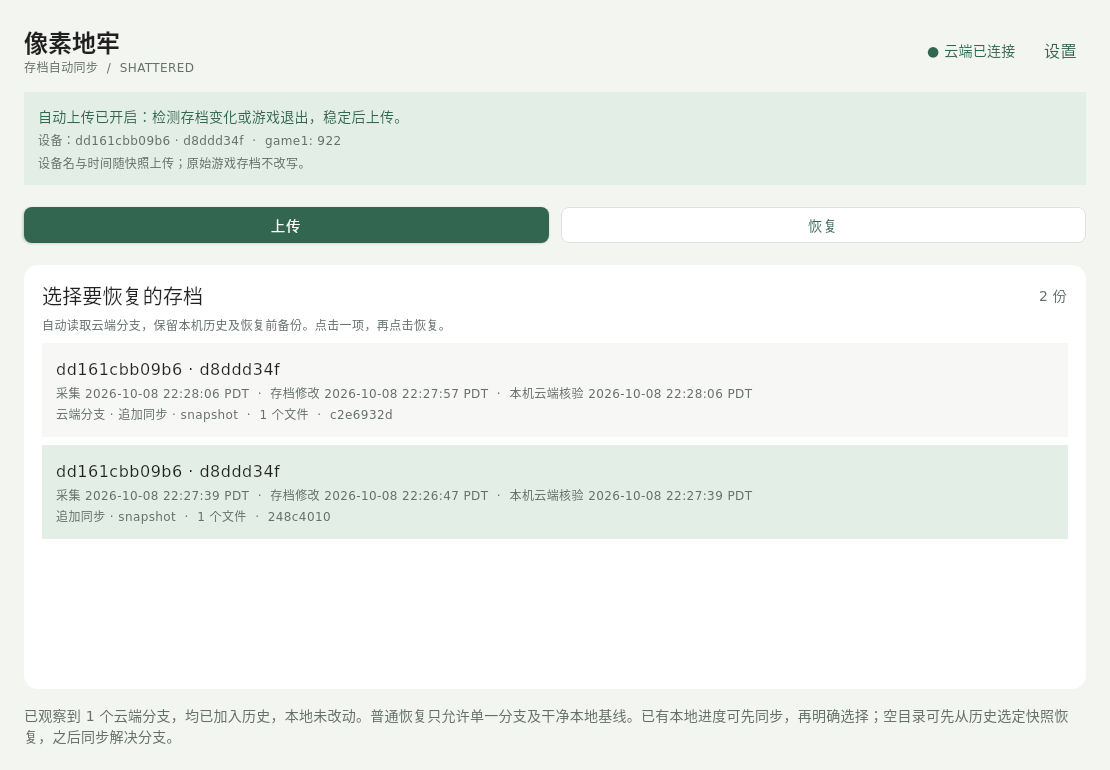 像素地牢
存档自动同步 / SHATTERED
● 云端已连接
设置
自动上传已开启：检测存档变化或游戏退出，稳定后上传。
设备：dd161cbb09b6 · d8ddd34f · game1: 922
设备名与时间随快照上传；原始游戏存档不改写。
上传
恢复
选择要恢复的存档
2 份
自动读取云端分支，保留本机历史及恢复前备份。点击一项，再点击恢复。
dd161cbb09b6 · d8ddd34f
采集 2026-10-08 22:28:06 PDT · 存档修改 2026-10-08 22:27:57 PDT · 本机云端核验 2026-10-08 22:28:06 PDT
云端分支 · 追加同步 · snapshot · 1 个文件 · c2e6932d
dd161cbb09b6 · d8ddd34f
采集 2026-10-08 22:27:39 PDT · 存档修改 2026-10-08 22:26:47 PDT · 本机云端核验 2026-10-08 22:27:39 PDT
追加同步 · snapshot · 1 个文件 · 248c4010
已观察到 1 个云端分支，均已加入历史，本地未改动。普通恢复只允许单一分支及干净本地基线。已有本地进度可先同步，再明确选择；空目录可先从历史选定快照恢
复，之后同步解决分支。